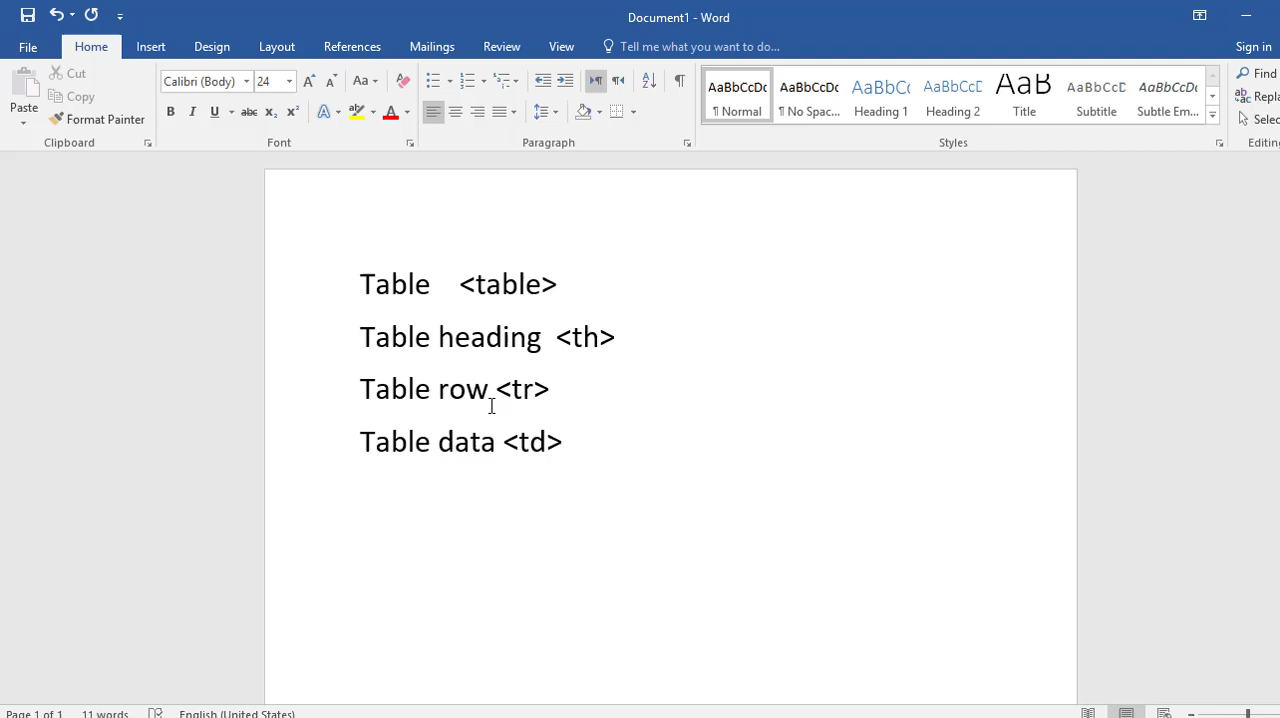 Document1 - Word
File Home Insert Design Layout References Mailings Review View Tell me what you want to do... Sign in
Paste
Cut
Copy
Format Painter
Clipboard
Calibri (Body) 24
Font
Paragraph
AaBbCcDc AaBbCcDc AaBbCc AaBbCcD AaB AaBbCcD AaBbCcDc
¶ Normal ¶ No Spac... Heading 1 Heading 2 Title Subtitle Subtle Em...
Styles
Find
Repla
Selec
Editing
Table <table>
Table heading <th>
Table row <tr>
Table data <td>
Page 1 of 1 11 words English (United States)